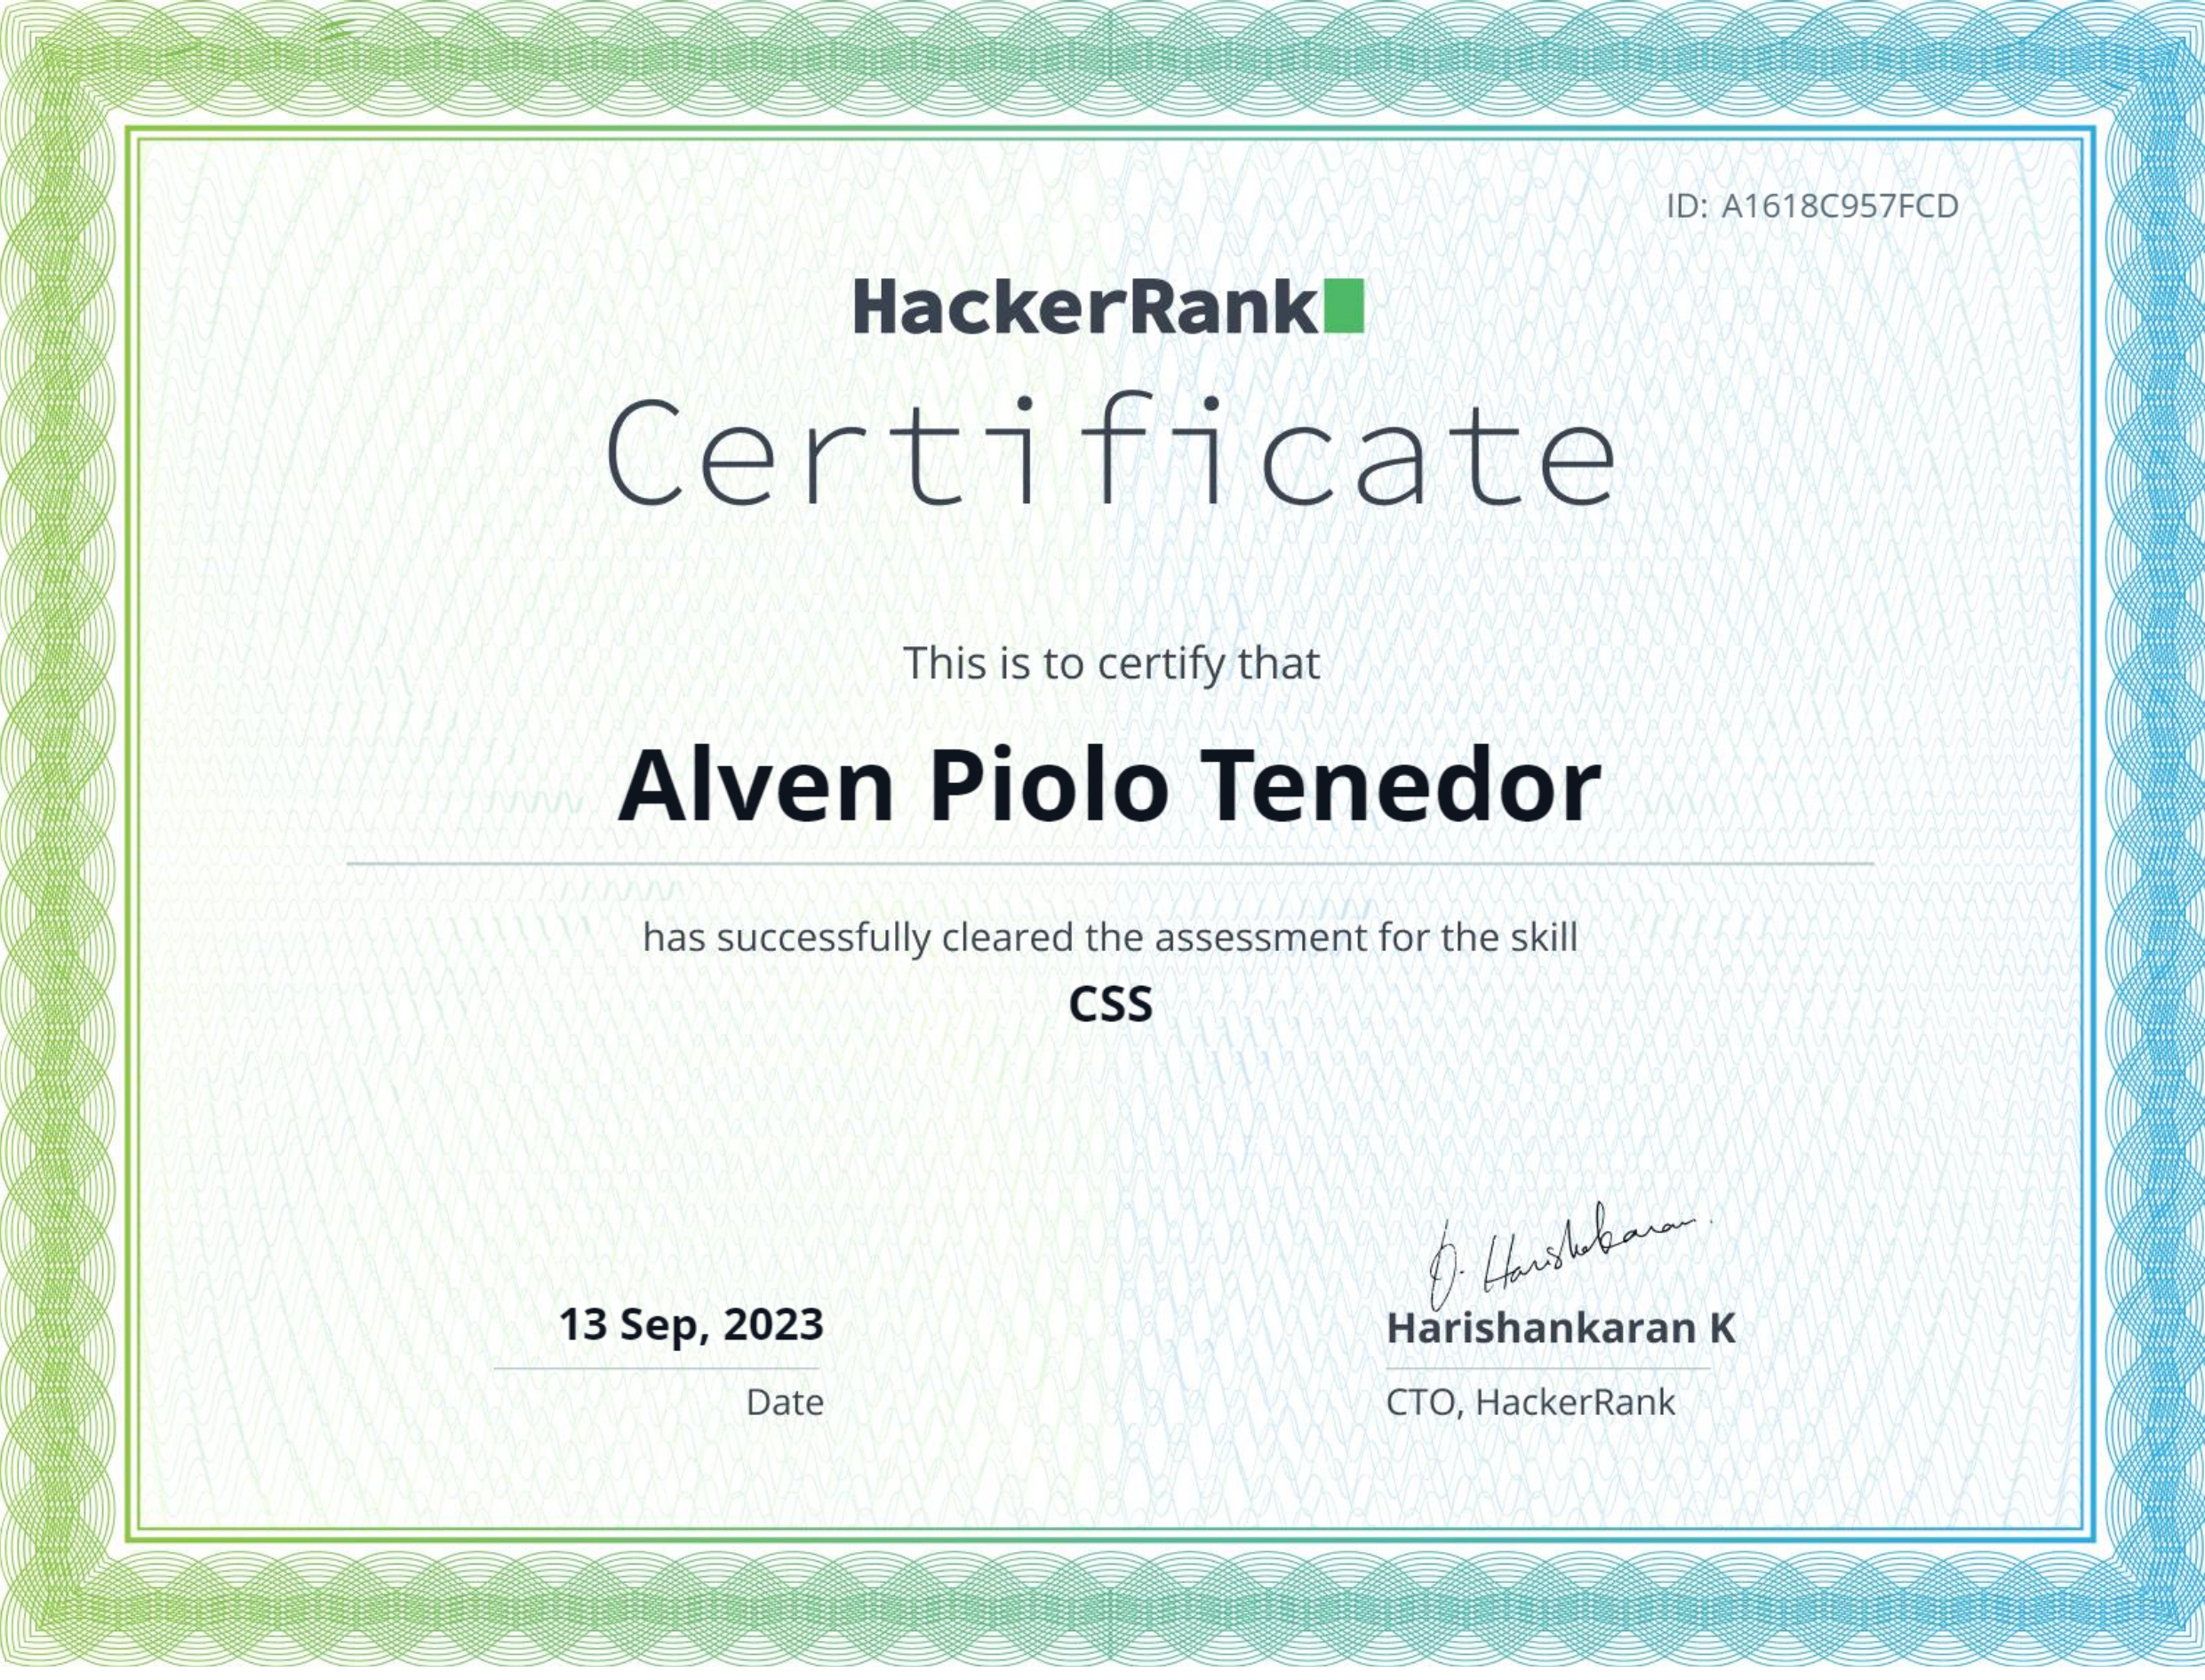 ID: A1618C957FCD
HackerRank
Certificate
This is to certify that
Alven Piolo Tenedor
has successfully cleared the assessment for the skill
CSS
13 Sep, 2023
Date
D. Harishankaran
Harishankaran K
CTO, HackerRank